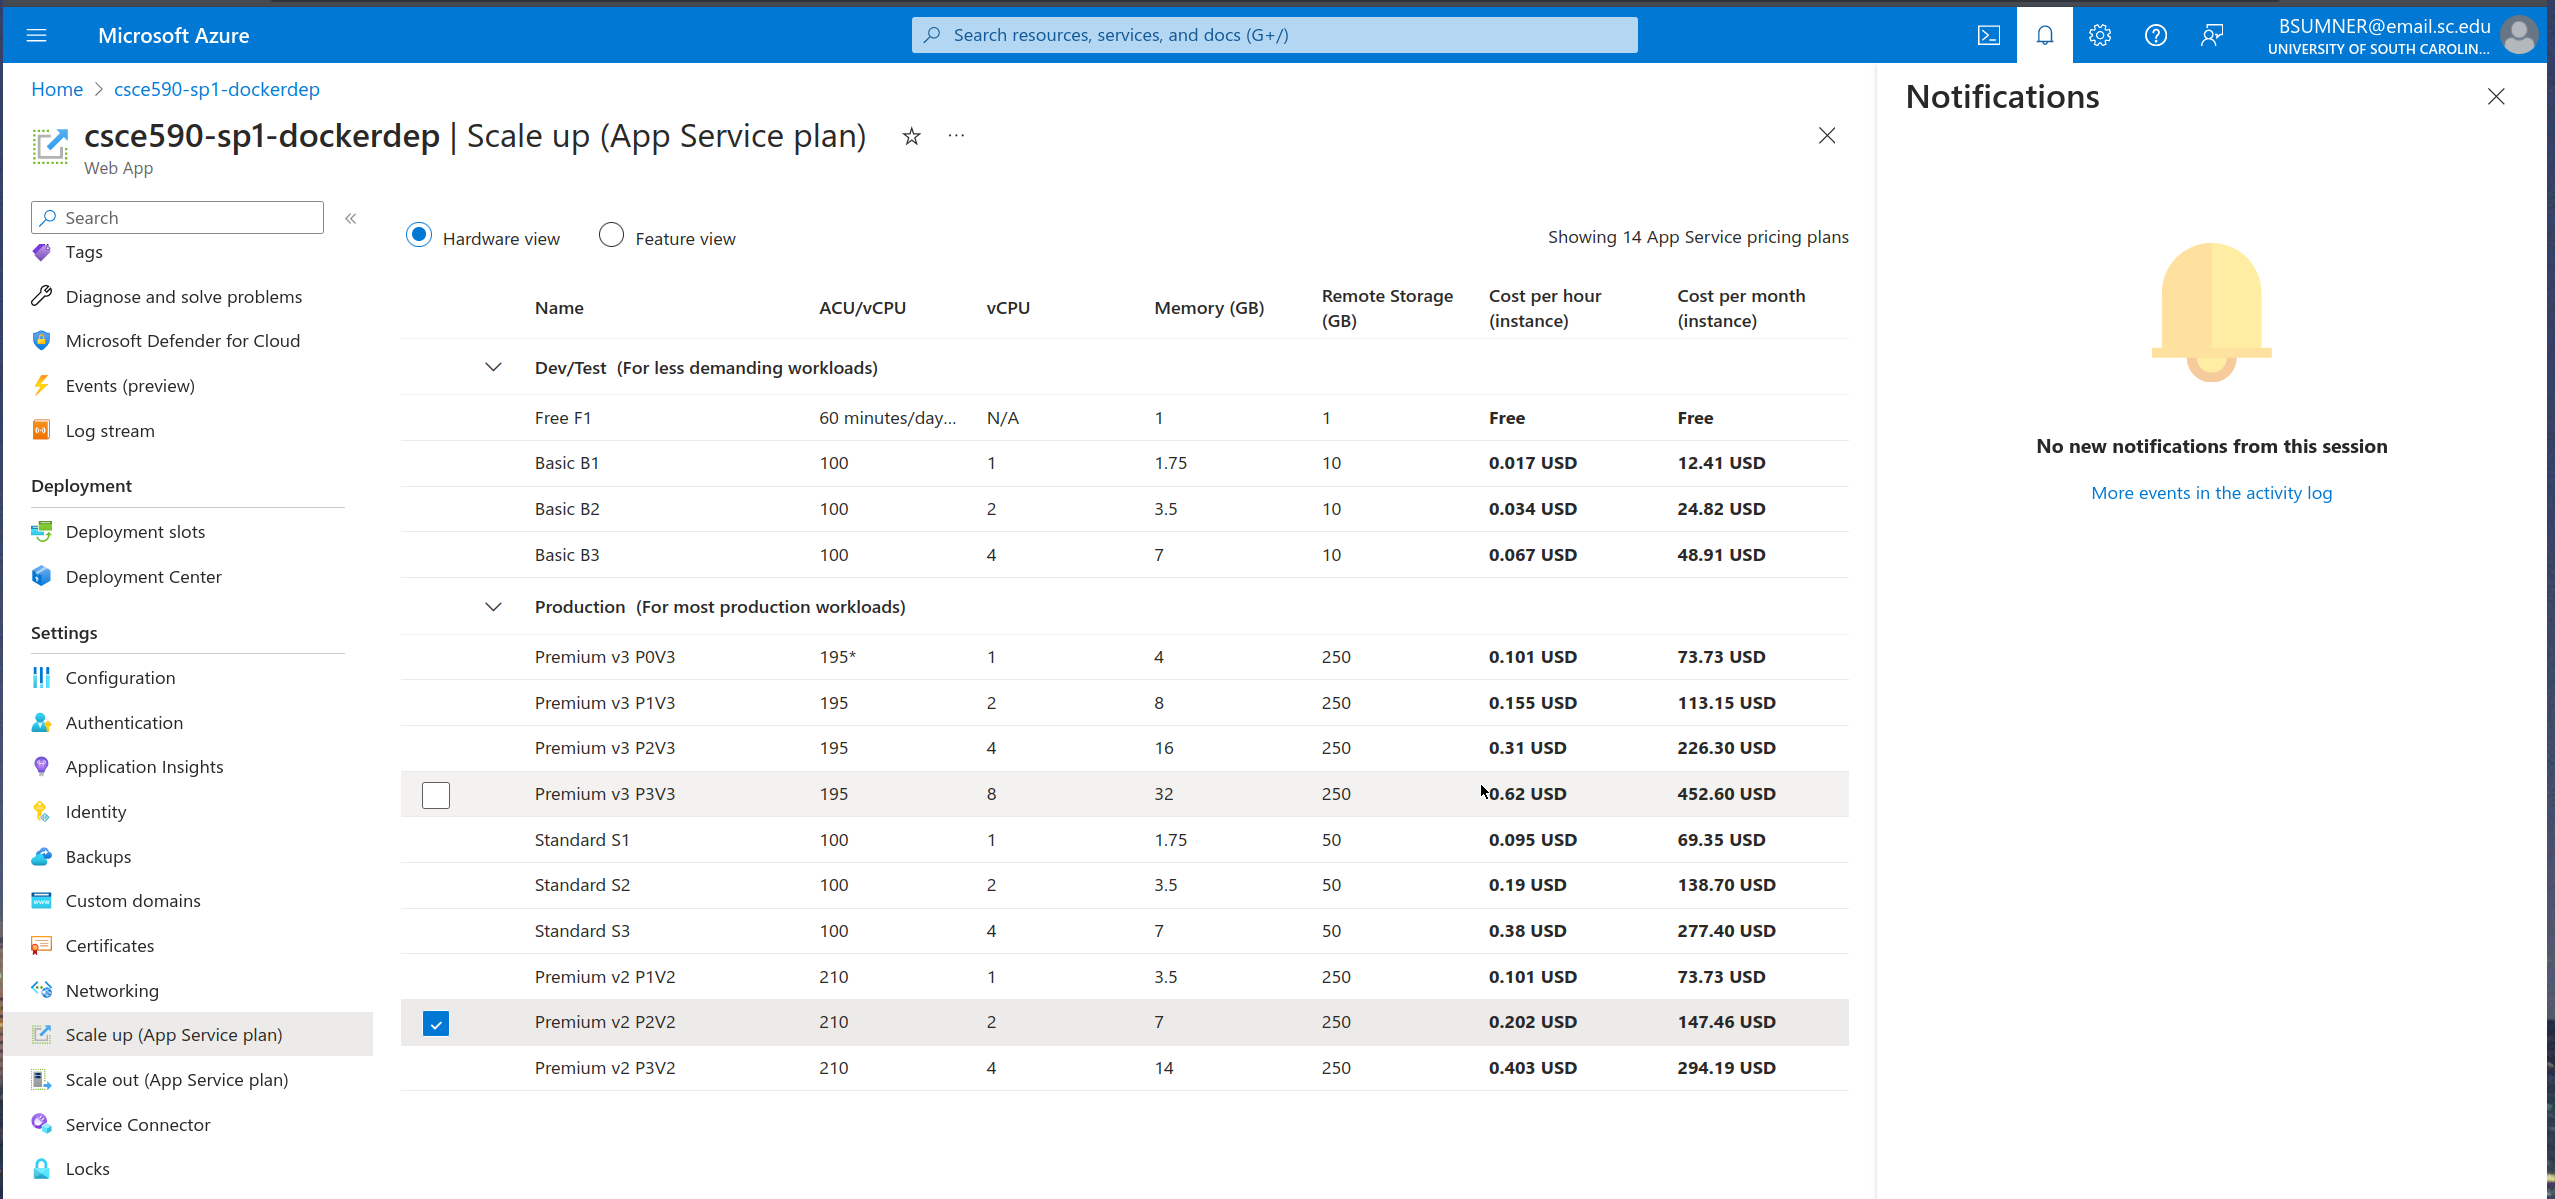 Microsoft Azure
Search resources, services, and docs (G+/)
BSUMNER@email.sc.edu
UNIVERSITY OF SOUTH CAROLIN...
Home > csce590-sp1-dockerdep
csce590-sp1-dockerdep | Scale up (App Service plan)
Web App
Search
Tags
Diagnose and solve problems
Microsoft Defender for Cloud
Events (preview)
Log stream
Deployment
Deployment slots
Deployment Center
Settings
Configuration
Authentication
Application Insights
Identity
Backups
Custom domains
Certificates
Networking
Scale up (App Service plan)
Scale out (App Service plan)
Service Connector
Locks
Hardware view Feature view Showing 14 App Service pricing plans
Name ACU/vCPU vCPU Memory (GB) Remote Storage (GB) Cost per hour (instance) Cost per month (instance)
Dev/Test (For less demanding workloads)
Free F1 60 minutes/day... N/A 1 1 Free Free
Basic B1 100 1 1.75 10 0.017 USD 12.41 USD
Basic B2 100 2 3.5 10 0.034 USD 24.82 USD
Basic B3 100 4 7 10 0.067 USD 48.91 USD
Production (For most production workloads)
Premium v3 P0V3 195* 1 4 250 0.101 USD 73.73 USD
Premium v3 P1V3 195 2 8 250 0.155 USD 113.15 USD
Premium v3 P2V3 195 4 16 250 0.31 USD 226.30 USD
Premium v3 P3V3 195 8 32 250 0.62 USD 452.60 USD
Standard S1 100 1 1.75 50 0.095 USD 69.35 USD
Standard S2 100 2 3.5 50 0.19 USD 138.70 USD
Standard S3 100 4 7 50 0.38 USD 277.40 USD
Premium v2 P1V2 210 1 3.5 250 0.101 USD 73.73 USD
Premium v2 P2V2 210 2 7 250 0.202 USD 147.46 USD
Premium v2 P3V2 210 4 14 250 0.403 USD 294.19 USD
Notifications
No new notifications from this session
More events in the activity log